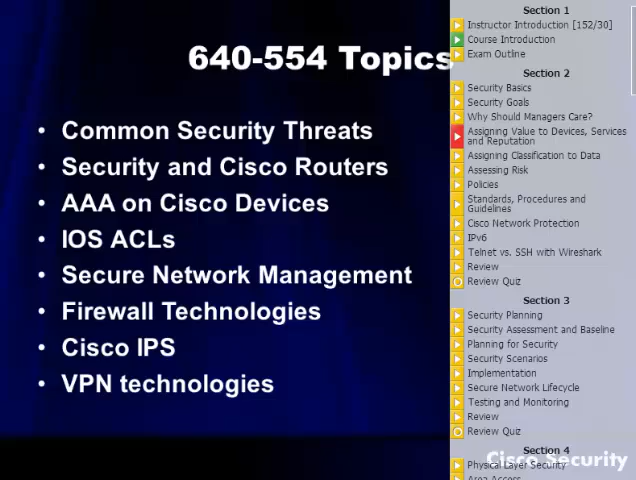 640-554 Topics
• Common Security Threats
• Security and Cisco Routers
• AAA on Cisco Devices
• IOS ACLs
• Secure Network Management
• Firewall Technologies
• Cisco IPS
• VPN technologies
Section 1
Instructor Introduction [152/30]
Course Introduction
Exam Outline
Section 2
Security Basics
Security Goals
Why Should Managers Care?
Assigning Value to Devices, Services
and Reputation
Assigning Classification to Data
Assessing Risk
Policies
Standards, Procedures and
Guidelines
Cisco Network Protection
IPv6
Telnet vs. SSH with Wireshark
Review
Review Quiz
Section 3
Security Planning
Security Assessment and Baseline
Planning for Security
Security Scenarios
Implementation
Secure Network Lifecycle
Testing and Monitoring
Review
Review Quiz
Section 4
Cisco Security
Physical Layer Security
Area Access